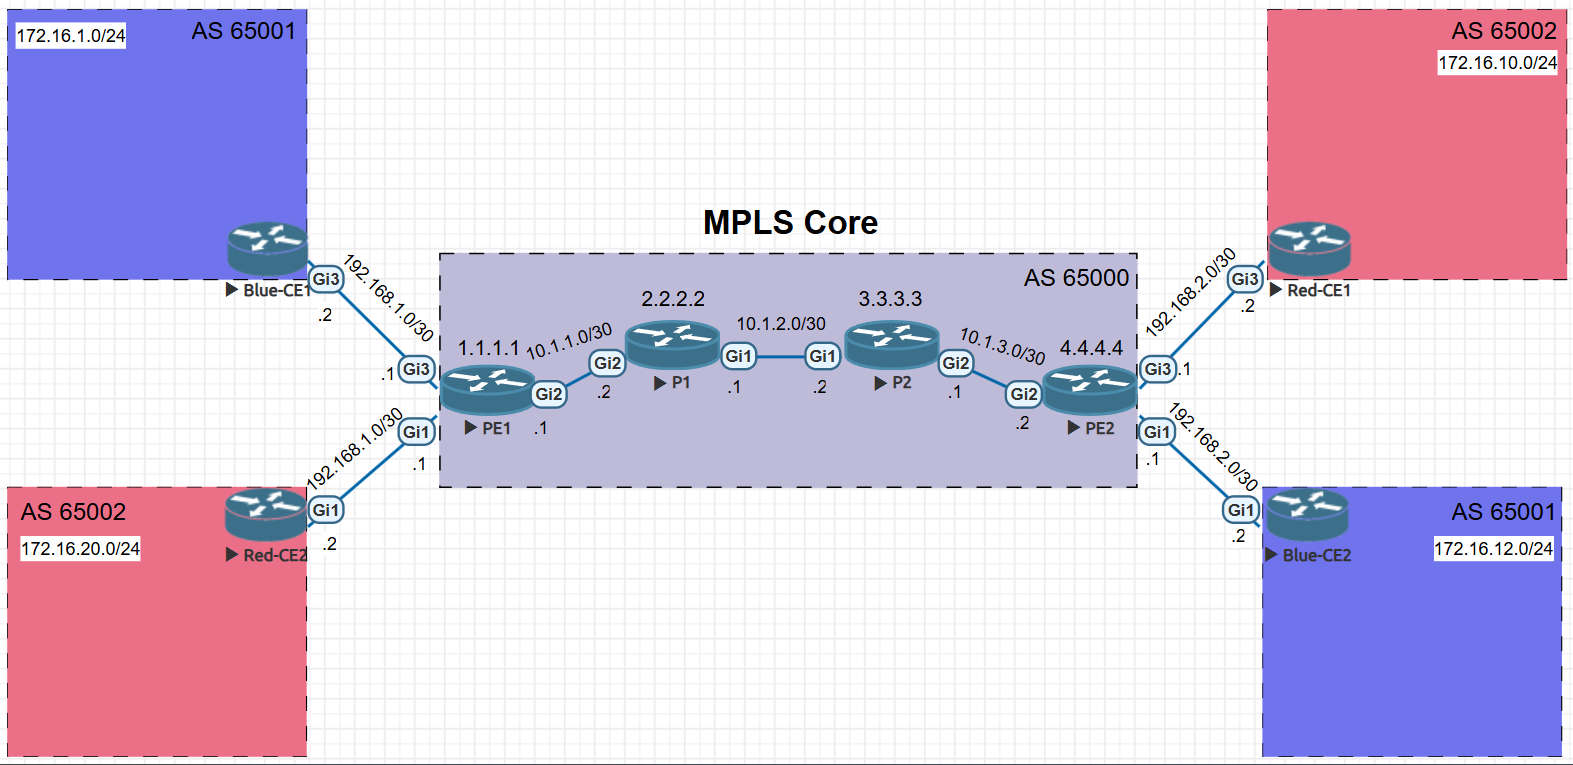 AS 65001
172.16.1.0/24
AS 65002
172.16.10.0/24
MPLS Core
AS 65000
Blue-CE1
Gi3
.2
192.168.1.0/30
Gi3
.1
Red-CE1
Gi3
.2
192.168.2.0/30
Gi3
.1
1.1.1.1
PE1
Gi2
.1
10.1.1.0/30
Gi2
.2
2.2.2.2
P1
Gi1
.1
10.1.2.0/30
Gi1
.2
3.3.3.3
P2
Gi2
.1
10.1.3.0/30
Gi2
.2
4.4.4.4
PE2
Gi1
.1
192.168.1.0/30
Gi1
.2
Red-CE2
AS 65002
172.16.20.0/24
Gi1
.1
192.168.2.0/30
Gi1
.2
Blue-CE2
AS 65001
172.16.12.0/24